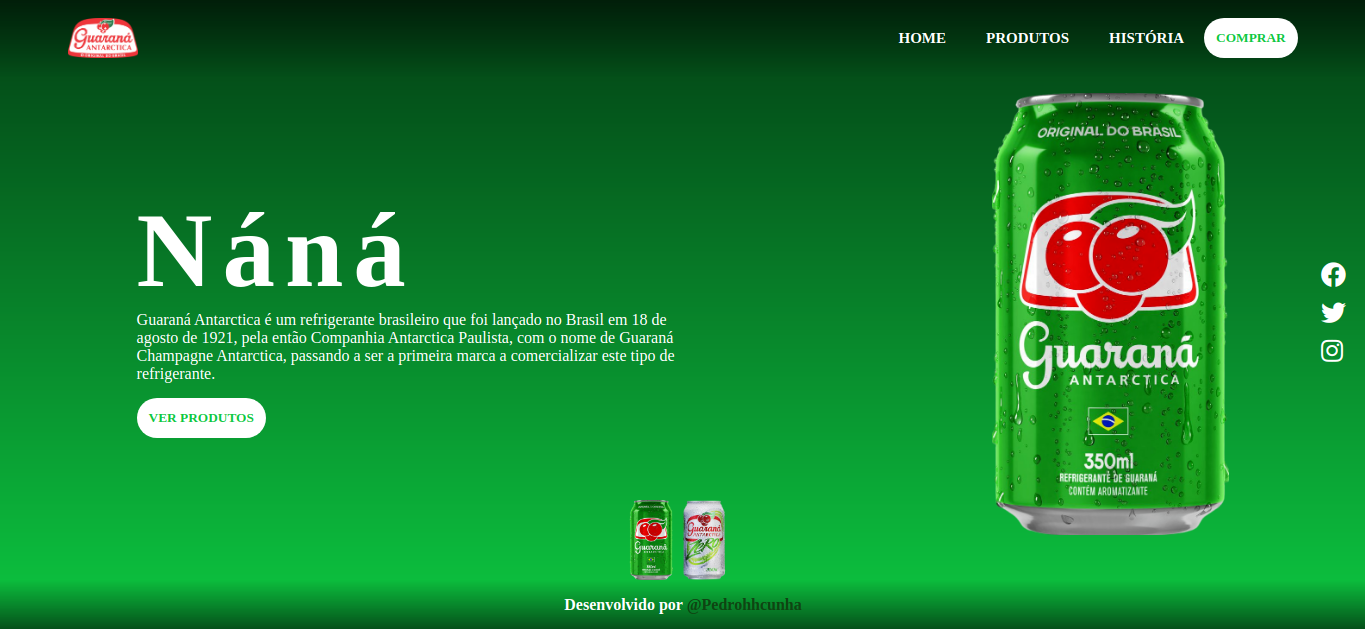 Guaraná
ANTARCTICA
HOME
PRODUTOS
HISTÓRIA
COMPRAR
Náná
Guaraná Antarctica é um refrigerante brasileiro que foi lançado no Brasil em 18 de
agosto de 1921, pela então Companhia Antarctica Paulista, com o nome de Guaraná
Champagne Antarctica, passando a ser a primeira marca a comercializar este tipo de
refrigerante.
VER PRODUTOS
ORIGINAL DO BRASIL
Guaraná
ANTARCTICA
350ml
REFRIGERANTE DE GUARANÁ
CONTÉM AROMATIZANTE
Guaraná
Guaraná
ANTARCTICA
Desenvolvido por @Pedrohhcunha